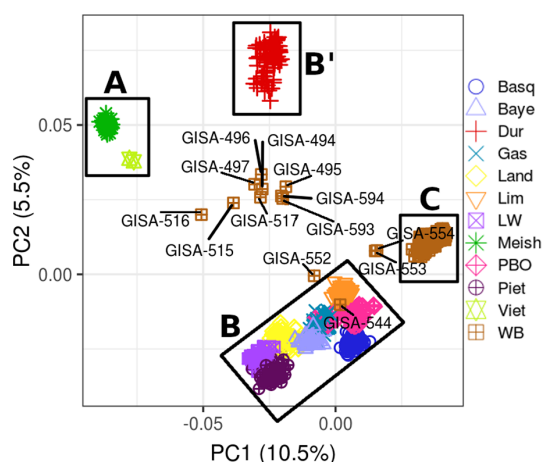 B'
A
GISA-496
GISA-494
GISA-497
GISA-495
GISA-594
GISA-516
GISA-517
GISA-593
GISA-515
C
GISA-554
GISA-552
GISA-553
B
GISA-544
0.05
0.00
-0.05
0.00
PC1 (10.5%)
PC2 (5.5%)
Basq
Baye
Dur
Gas
Land
Lim
LW
Meish
PBO
Piet
Viet
WB